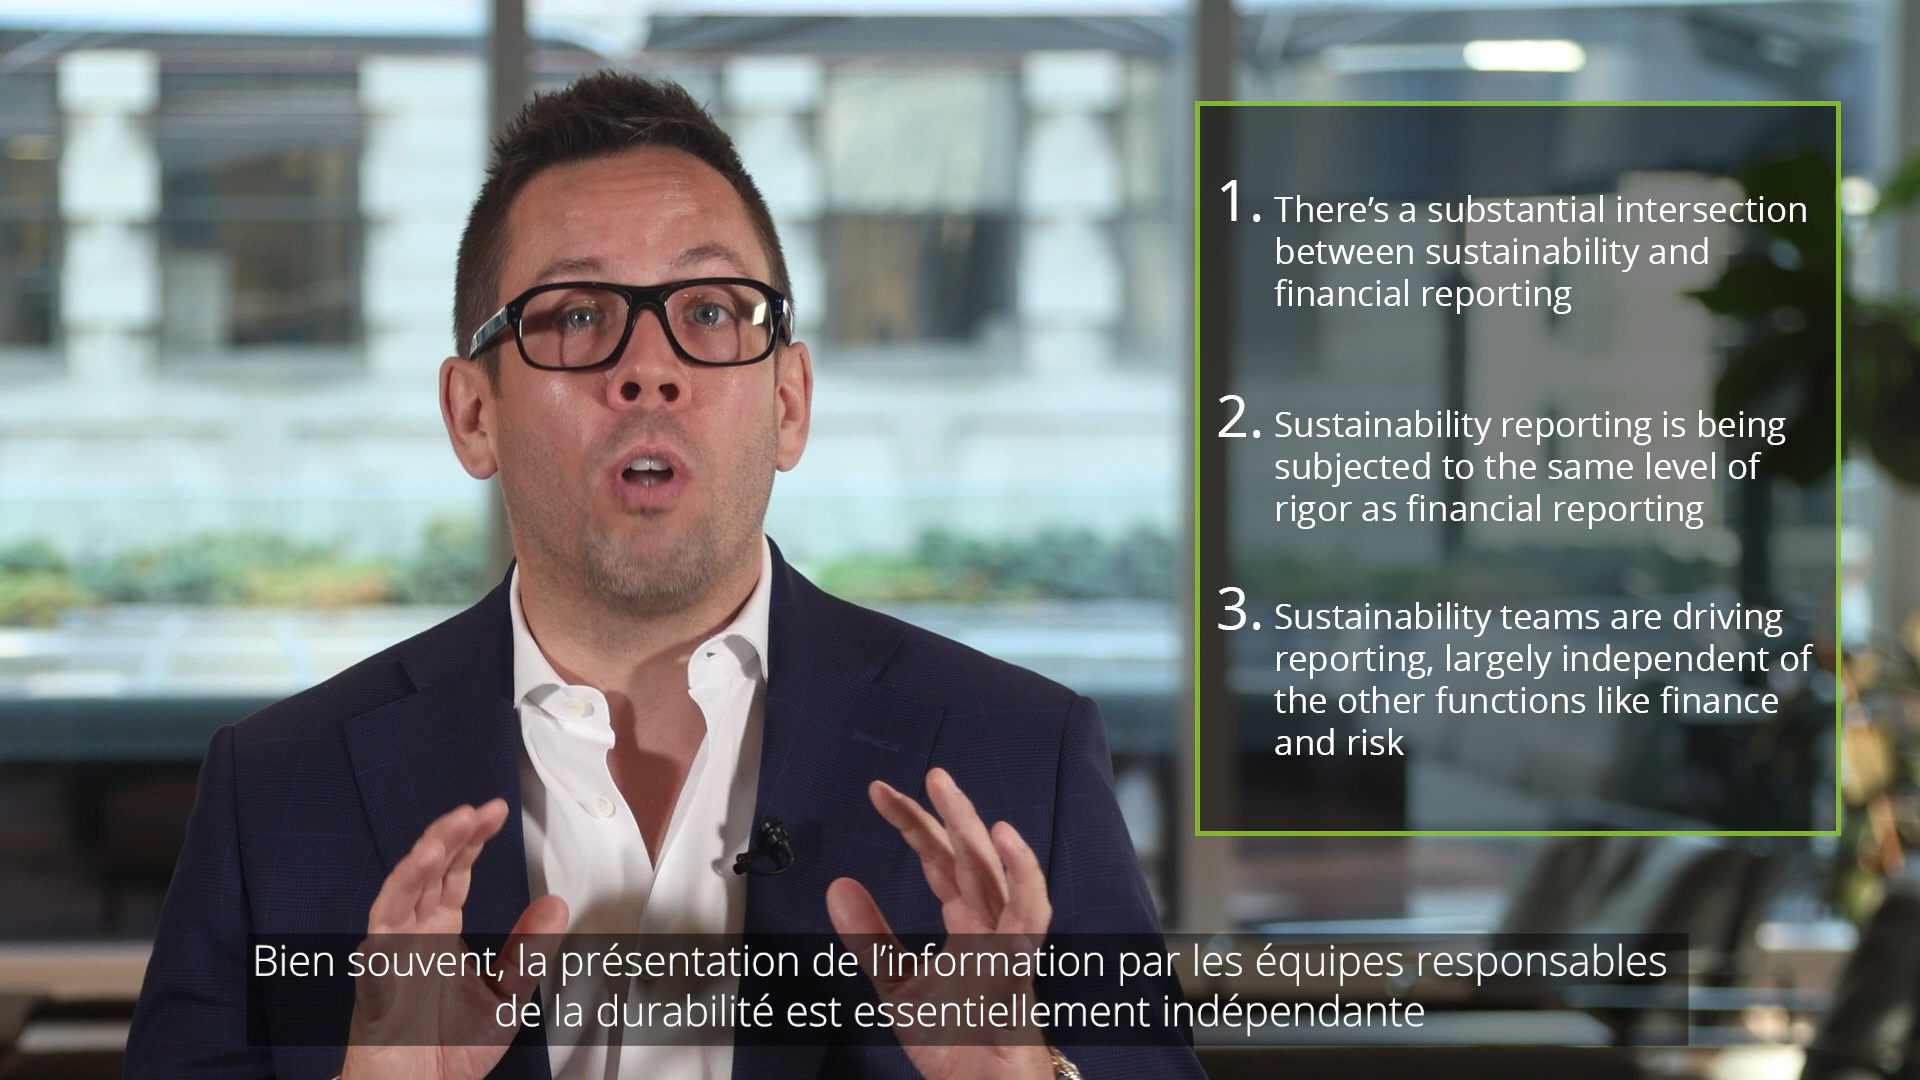 1. There's a substantial intersection
between sustainability and
financial reporting
2. Sustainability reporting is being
subjected to the same level of
rigor as financial reporting
3. Sustainability teams are driving
reporting, largely independent of
the other functions like finance
and risk
Bien souvent, la présentation de l'information par les équipes responsables
de la durabilité est essentiellement indépendante